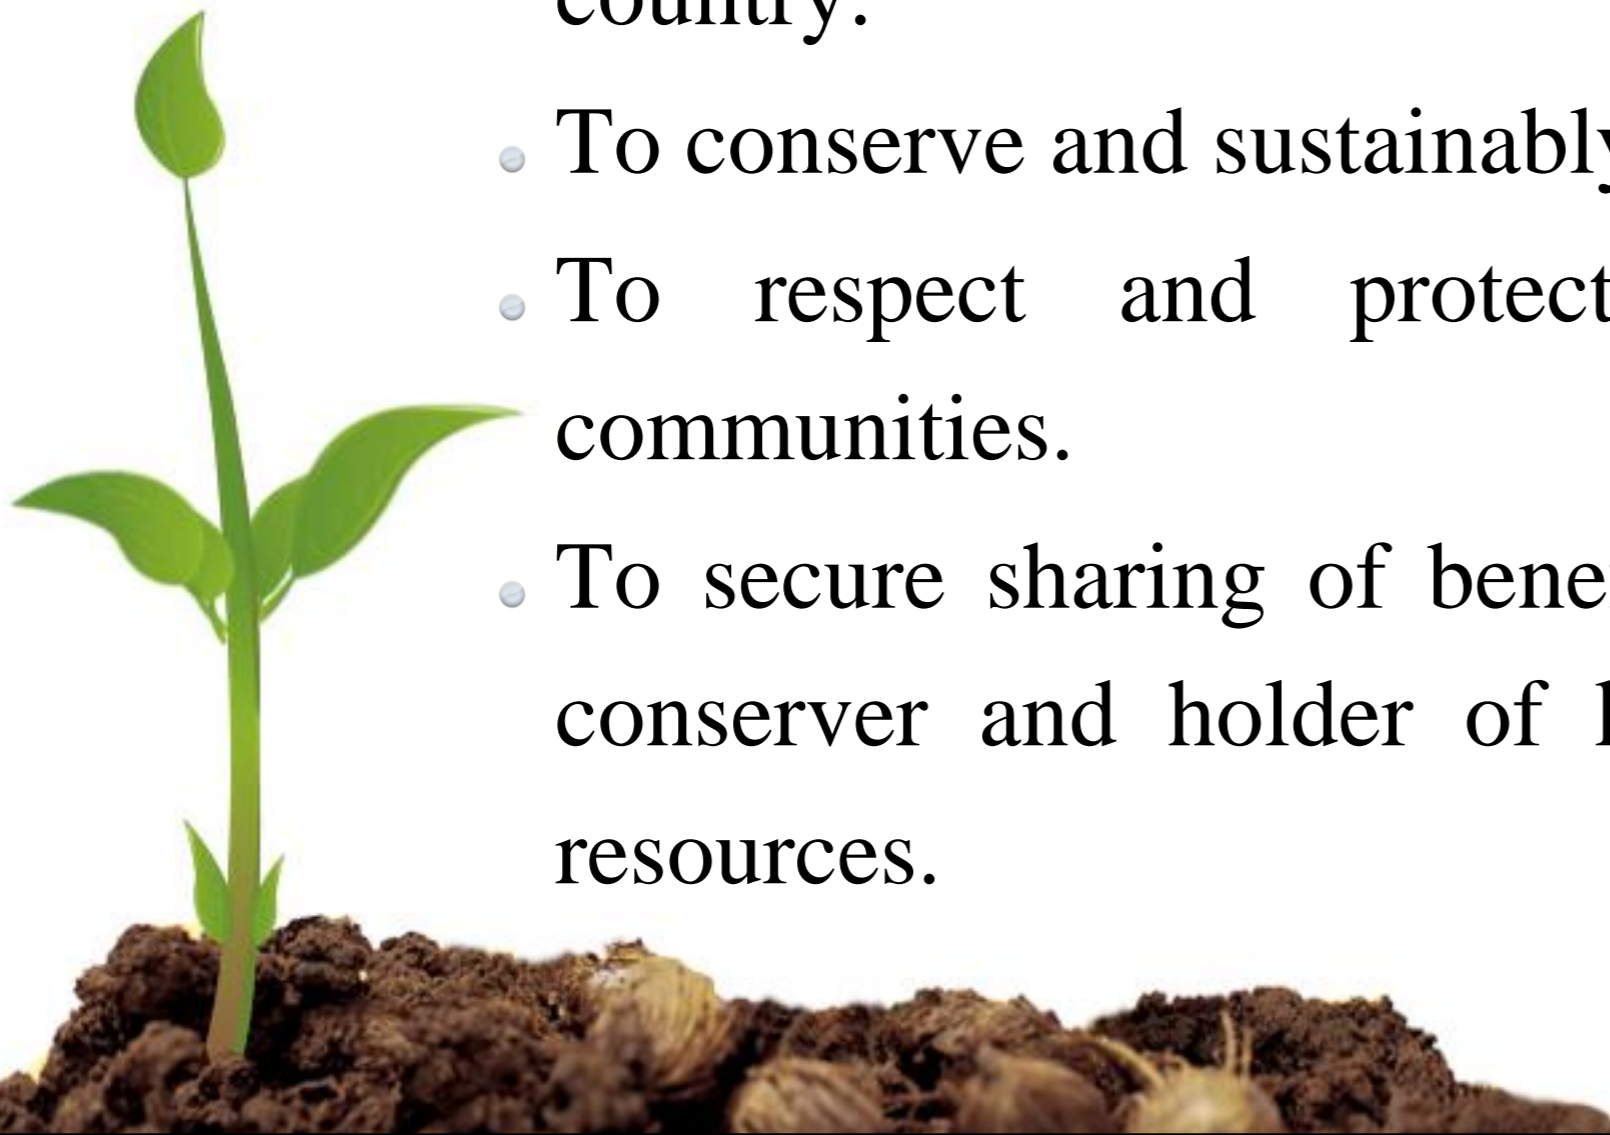 country.
To conserve and sustainably
To respect and protect
communities.
To secure sharing of bene
conserver and holder of
resources.